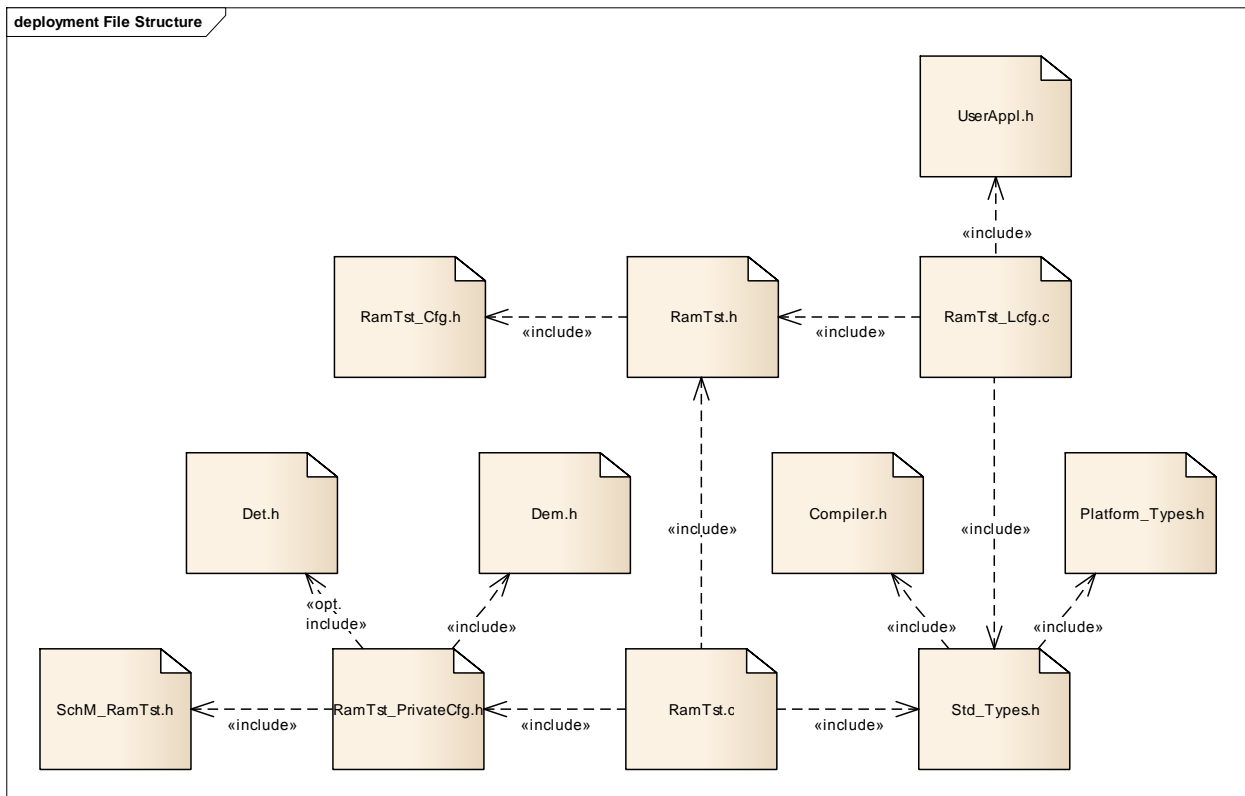 deployment File Structure
UserAppl.h
«include»
RamTst_Cfg.h
«include»
RamTst.h
«include»
RamTst_Lcfg.c
Det.h
Dem.h
«include»
Compiler.h
«include»
Platform_Types.h
«opt.
include»
«include»
«include»
«include»
SchM_RamTst.h
«include»
RamTst_PrivateCfg.h
«include»
RamTst.c
«include»
Std_Types.h